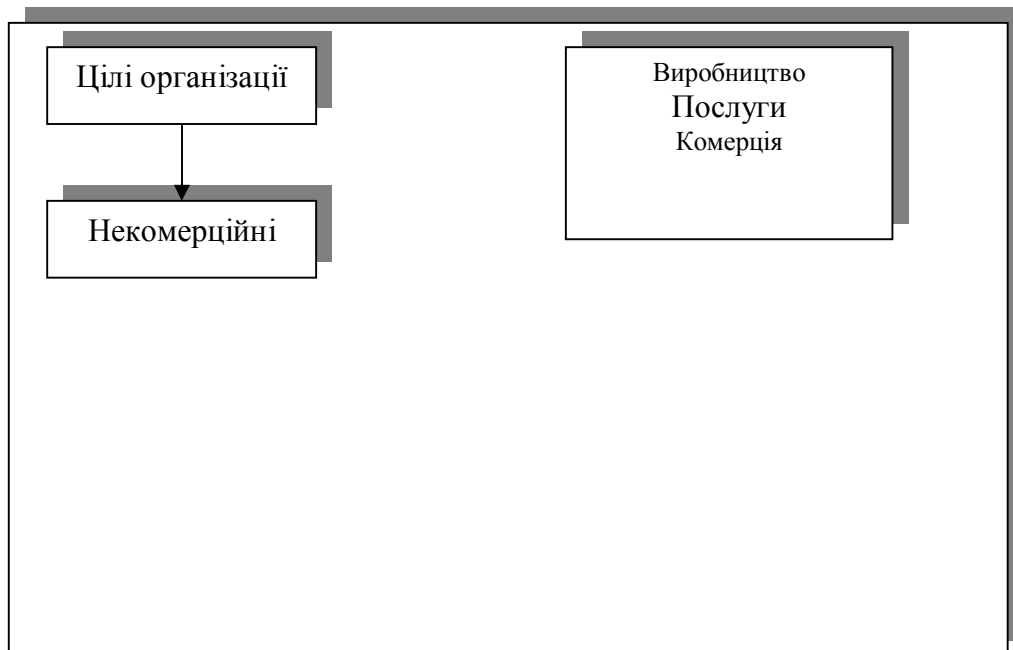 Цілі організації
Некомерційні
Виробництво
Послуги
Комерція